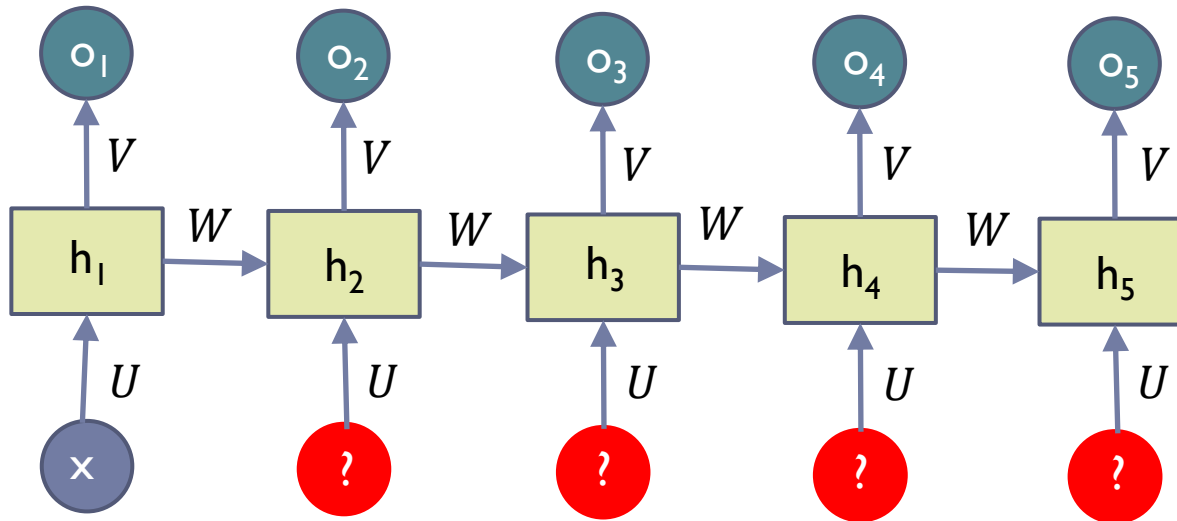 o₁ o₂ o₃ o₄ o₅
V V V V V
W W W W
h₁ h₂ h₃ h₄ h₅
U U U U U
x ? ? ? ?